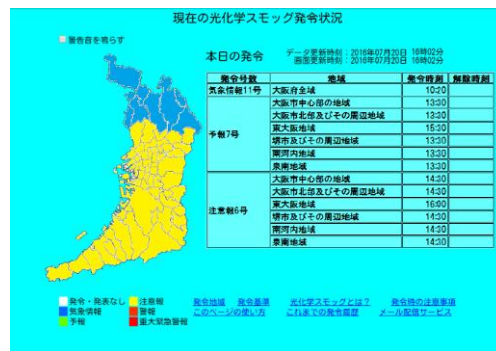 現在の光化学スモッグ発令状況
警告音を鳴らす
本日の発令
データ更新時刻：2016年07月20日 16時02分
画面更新時刻：2016年07月20日 16時02分
発令号数 地域 発令時刻 解除時刻
気象情報11号 大阪府全域 10:20
予報7号
大阪市中心部の地域 13:30
大阪市北部及びその周辺地域 13:30
東大阪地域 15:30
堺市及びその周辺地域 13:30
南河内地域 13:30
泉南地域 13:30
注意報6号
大阪市中心部の地域 14:30
大阪市北部及びその周辺地域 14:30
東大阪地域 16:00
堺市及びその周辺地域 14:30
南河内地域 14:30
泉南地域 14:30
発令・発表なし 注意報
気象情報 警報
予報 重大緊急警報
発令地域 発令基準 光化学スモッグとは？ 発令時の注意事項
このページの使い方 これまでの発令履歴 メール配信サービス